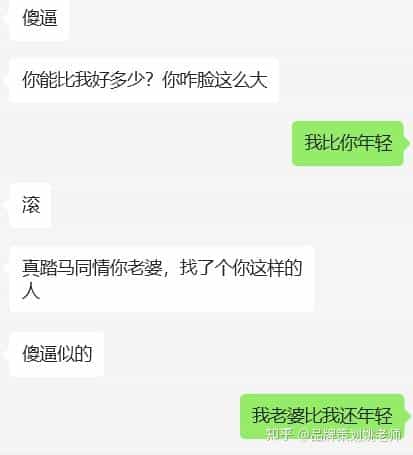 傻逼
你能比我好多少？你咋脸这么大
我比你年轻
滚
真踏马同情你老婆，找了个你这样的
人
傻逼似的
我老婆比我还年轻
知乎 @品牌策划姚老师